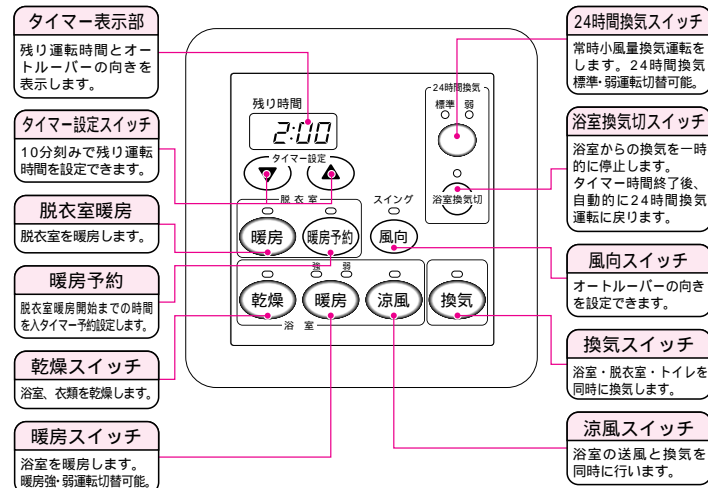 タイマー表示部
残り運転時間とオー
トルーバーの向きを
表示します。
タイマー設定スイッチ
10分刻みで残り運転
時間を設定できます。
脱衣室暖房
脱衣室を暖房します。
暖房予約
脱衣室暖房開始までの時間
を入タイマー予約設定します。
乾燥スイッチ
浴室、衣類を乾燥します。
暖房スイッチ
浴室を暖房します。
暖房強・弱運転切替可能。
残り時間
2:00
タイマー設定
▼ ▲
脱衣室
暖房 暖房予約
スイング
風向
24時間換気
標準 弱
浴室換気切
強 弱
乾燥 暖房 涼風 換気
浴室
24時間換気スイッチ
常時小風量換気運転を
します。24時間換気
標準・弱運転切替可能。
浴室換気切スイッチ
浴室からの換気を一時
的に停止します。
タイマー時間終了後、
自動的に24時間換気
運転に戻ります。
風向スイッチ
オートルーバーの向き
を設定できます。
換気スイッチ
浴室・脱衣室・トイレを
同時に換気します。
涼風スイッチ
浴室の送風と換気を
同時に行います。